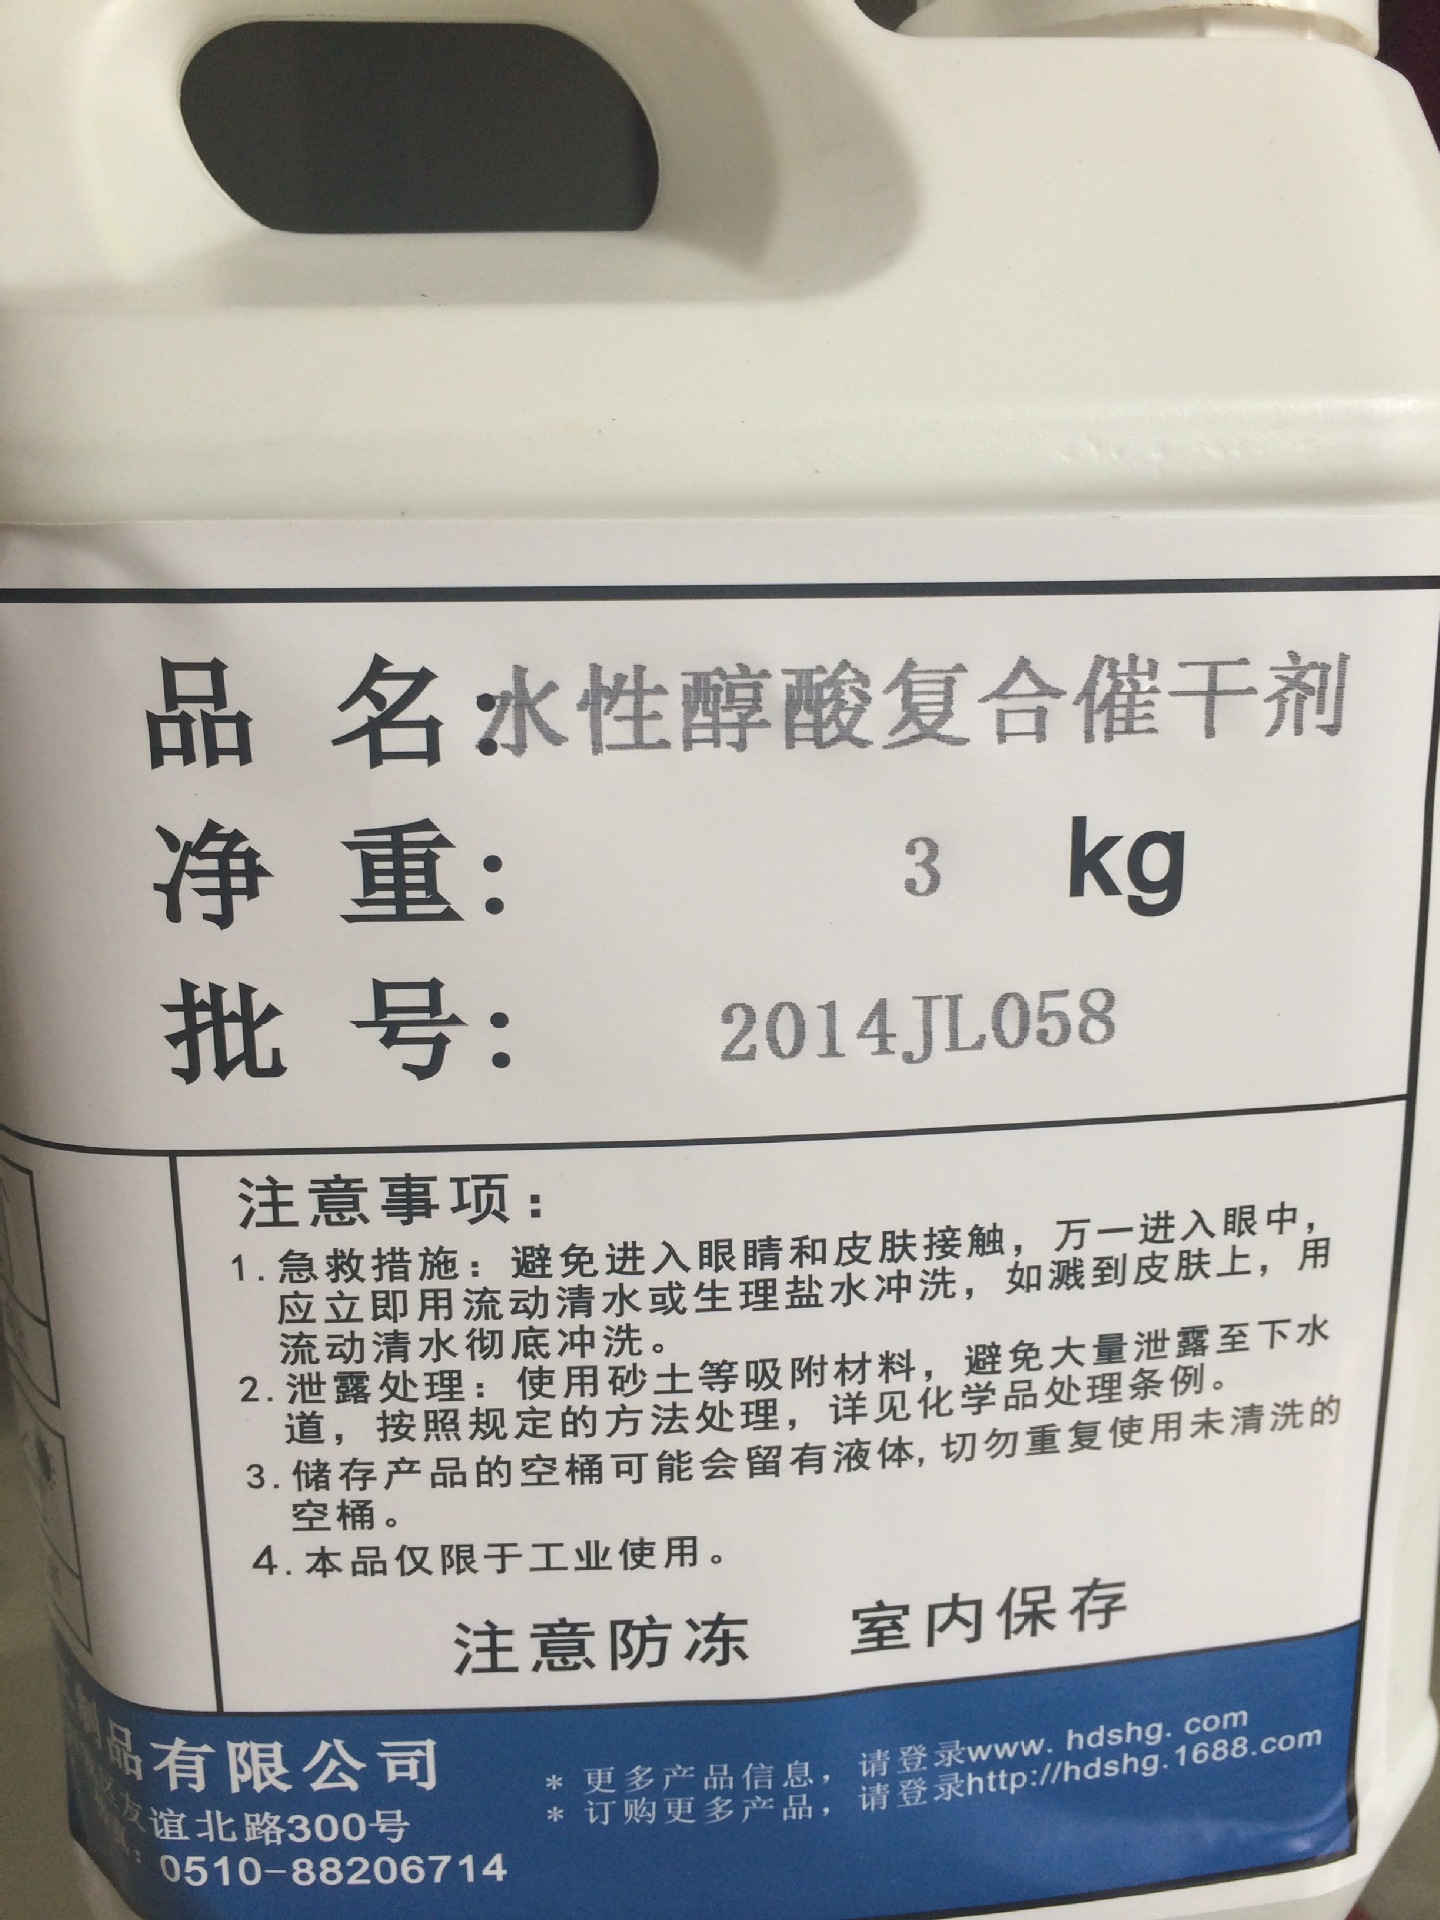 品 名:水性醇酸复合催干剂
净 重: 3 kg
批 号: 2014JL058
注意事项:
1.急救措施:避免进入眼睛和皮肤接触,万一进入眼中,
应立即用流动清水或生理盐水冲洗,如溅到皮肤上,用
流动清水彻底冲洗。
2.泄露处理:使用砂土等吸附材料,避免大量泄露至下水
道,按照规定的方法处理,详见化学品处理条例。
3.储存产品的空桶可能会留有液体,切勿重复使用未清洗的
空桶。
4.本品仅限于工业使用。
注意防冻 室内保存
制品有限公司
区友谊北路300号
: 0510-88206714
* 更多产品信息,请登录www. hdshg. com
* 订购更多产品,请登录http://hdshg.1688.com